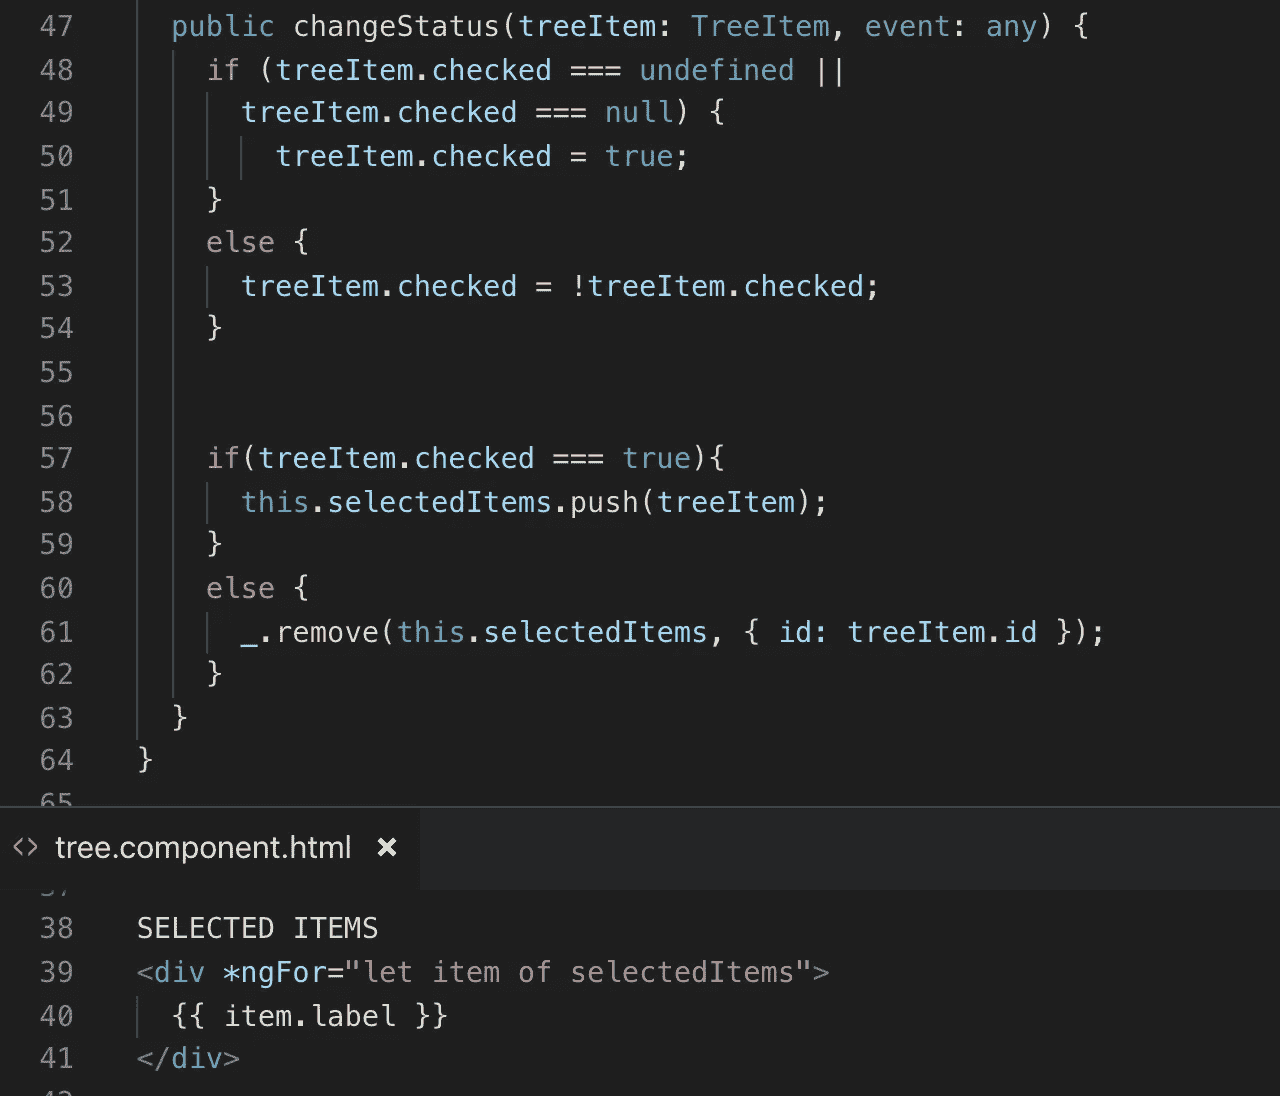 47 public changeStatus(treeItem: TreeItem, event: any) {
48 if (treeItem.checked === undefined ||
49 treeItem.checked === null) {
50 treeItem.checked = true;
51 }
52 else {
53 treeItem.checked = !treeItem.checked;
54 }
55
56
57 if(treeItem.checked === true){
58 this.selectedItems.push(treeItem);
59 }
60 else {
61 _.remove(this.selectedItems, { id: treeItem.id });
62 }
63 }
64 }
65
<> tree.component.html ×
37
38 SELECTED ITEMS
39 <div *ngFor="let item of selectedItems">
40 {{ item.label }}
41 </div>
42